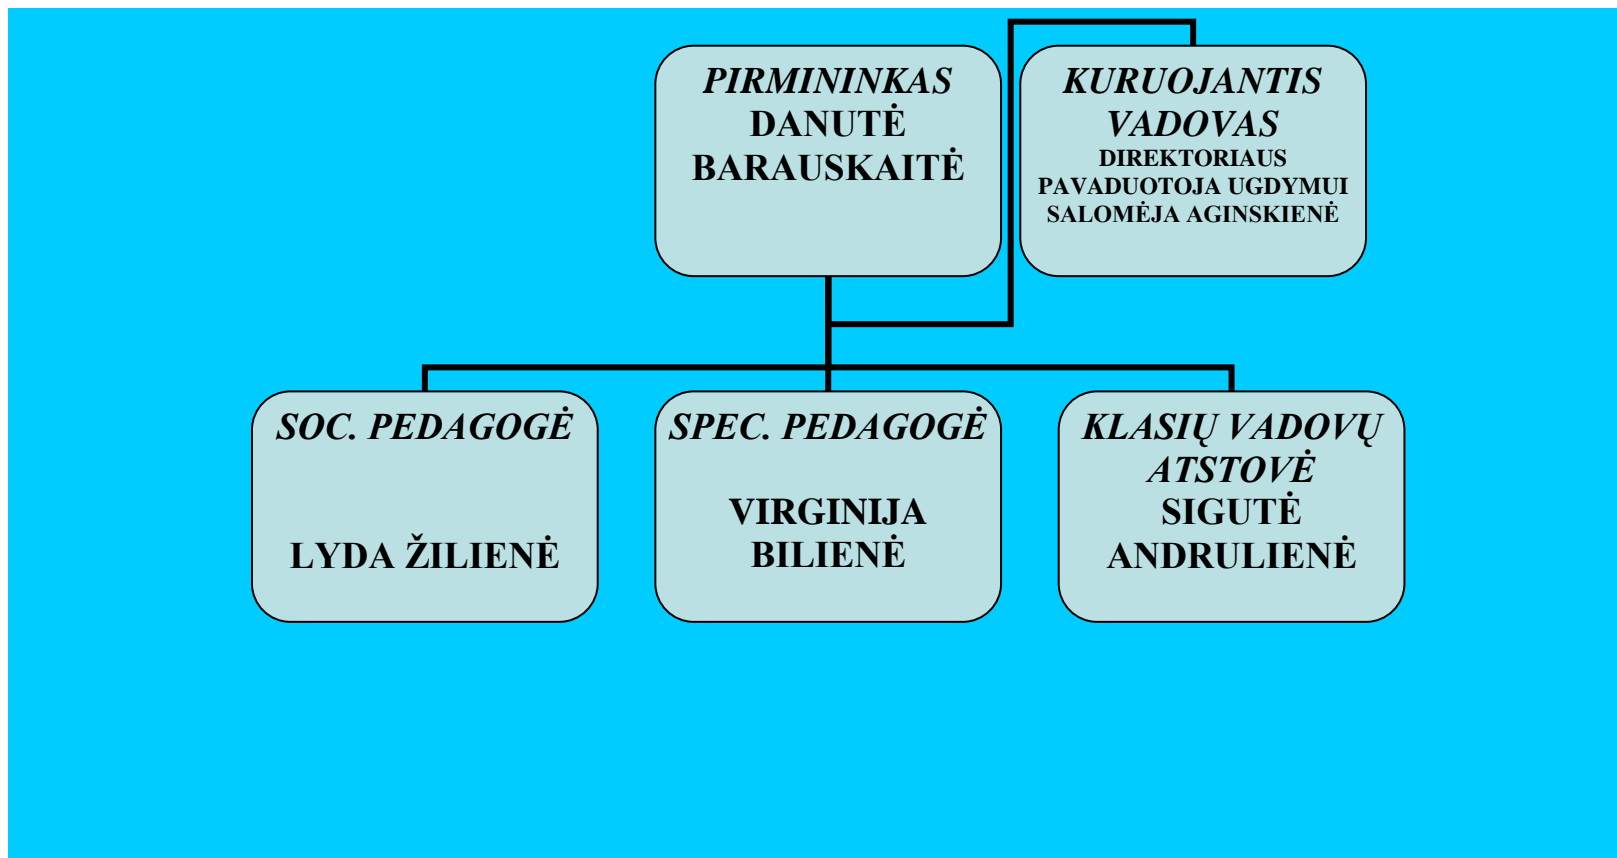 PIRMININKAS
DANUTĖ
BARAUSKAITĖ
KURUOJANTIS
VADOVAS
DIREKTORIAUS
PAVADUOTOJA UGDYMUI
SALOMĖJA AGINSKIENĖ
SOC. PEDAGOGĖ
LYDA ŽILIENĖ
SPEC. PEDAGOGĖ
VIRGINIJA
BILIENĖ
KLASIŲ VADOVŲ
ATSTOVĖ
SIGUTĖ
ANDRULIENĖ